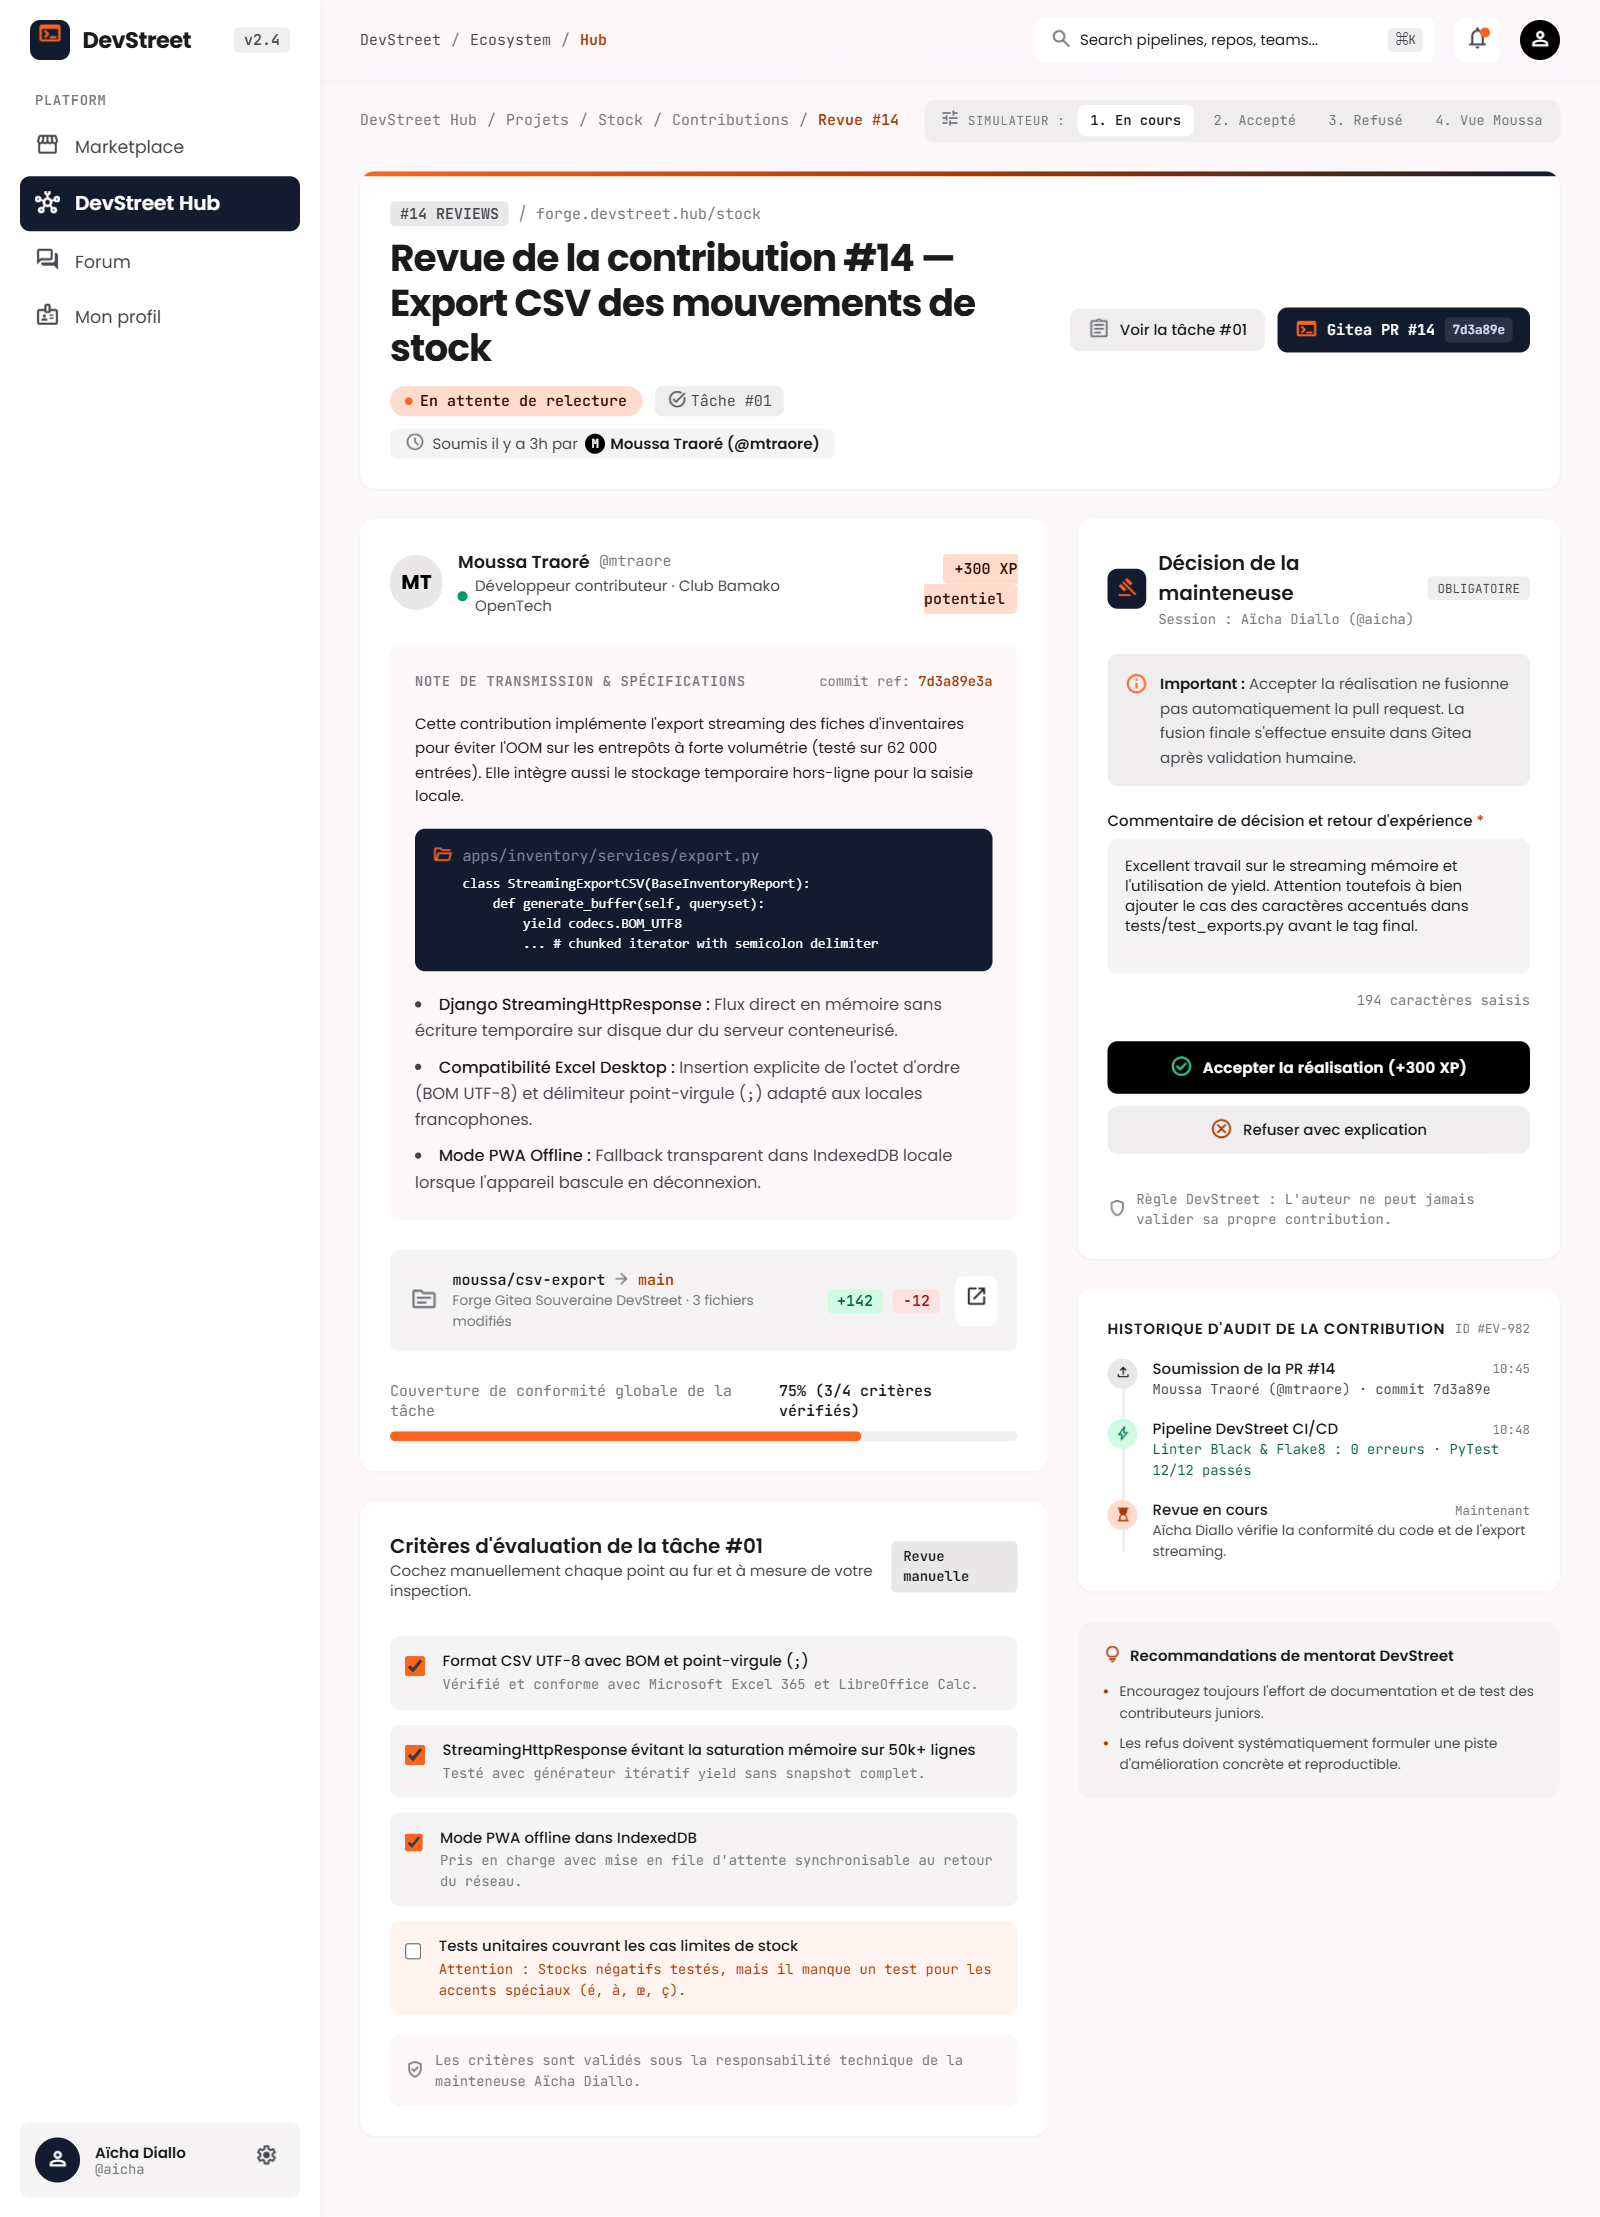 DevStreet
v2.4
PLATFORM
Marketplace
DevStreet Hub
Forum
Mon profil
Aïcha Diallo
@aicha
DevStreet / Ecosystem / Hub
Search pipelines, repos, teams...
⌘K
DevStreet Hub / Projets / Stock / Contributions / Revue #14
SIMULATEUR :
1. En cours
2. Accepté
3. Refusé
4. Vue Moussa
#14 REVIEWS / forge.devstreet.hub/stock
Revue de la contribution #14 —
Export CSV des mouvements de
stock
En attente de relecture
Tâche #01
Soumis il y a 3h par M Moussa Traoré (@mtraore)
Voir la tâche #01
Gitea PR #14 7d3a89e
MT
Moussa Traoré @mtraore
Développeur contributeur · Club Bamako
OpenTech
+300 XP
potentiel
NOTE DE TRANSMISSION & SPÉCIFICATIONS
commit ref: 7d3a89e3a
Cette contribution implémente l'export streaming des fiches d'inventaires
pour éviter l'OOM sur les entrepôts à forte volumétrie (testé sur 62 000
entrées). Elle intègre aussi le stockage temporaire hors-ligne pour la saisie
locale.
apps/inventory/services/export.py
class StreamingExportCSV(BaseInventoryReport):
def generate_buffer(self, queryset):
yield codecs.BOM_UTF8
... # chunked iterator with semicolon delimiter
• Django StreamingHttpResponse : Flux direct en mémoire sans
écriture temporaire sur disque dur du serveur conteneurisé.
• Compatibilité Excel Desktop : Insertion explicite de l'octet d'ordre
(BOM UTF-8) et délimiteur point-virgule (;) adapté aux locales
francophones.
• Mode PWA Offline : Fallback transparent dans IndexedDB locale
lorsque l'appareil bascule en déconnexion.
moussa/csv-export → main
Forge Gitea Souveraine DevStreet · 3 fichiers
modifiés
+142
-12
Couverture de conformité globale de la
tâche
75% (3/4 critères
vérifiés)
Critères d'évaluation de la tâche #01
Cochez manuellement chaque point au fur et à mesure de votre
inspection.
Revue
manuelle
Format CSV UTF-8 avec BOM et point-virgule (;)
Vérifié et conforme avec Microsoft Excel 365 et LibreOffice Calc.
StreamingHttpResponse évitant la saturation mémoire sur 50k+ lignes
Testé avec générateur itératif yield sans snapshot complet.
Mode PWA offline dans IndexedDB
Pris en charge avec mise en file d'attente synchronisable au retour
du réseau.
Tests unitaires couvrant les cas limites de stock
Attention : Stocks négatifs testés, mais il manque un test pour les
accents spéciaux (é, à, œ, ç).
Les critères sont validés sous la responsabilité technique de la
mainteneuse Aïcha Diallo.
Décision de la
mainteneuse
Session : Aïcha Diallo (@aicha)
OBLIGATOIRE
Important : Accepter la réalisation ne fusionne
pas automatiquement la pull request. La
fusion finale s'effectue ensuite dans Gitea
après validation humaine.
Commentaire de décision et retour d'expérience *
Excellent travail sur le streaming mémoire et
l'utilisation de yield. Attention toutefois à bien
ajouter le cas des caractères accentués dans
tests/test_exports.py avant le tag final.
194 caractères saisis
Accepter la réalisation (+300 XP)
Refuser avec explication
Règle DevStreet : L'auteur ne peut jamais
valider sa propre contribution.
HISTORIQUE D'AUDIT DE LA CONTRIBUTION
ID #EV-982
Soumission de la PR #14
10:45
Moussa Traoré (@mtraore) · commit 7d3a89e
Pipeline DevStreet CI/CD
10:48
Linter Black & Flake8 : 0 erreurs · PyTest
12/12 passés
Revue en cours
Maintenant
Aïcha Diallo vérifie la conformité du code et de l'export
streaming.
Recommandations de mentorat DevStreet
• Encouragez toujours l'effort de documentation et de test des
contributeurs juniors.
• Les refus doivent systématiquement formuler une piste
d'amélioration concrète et reproductible.